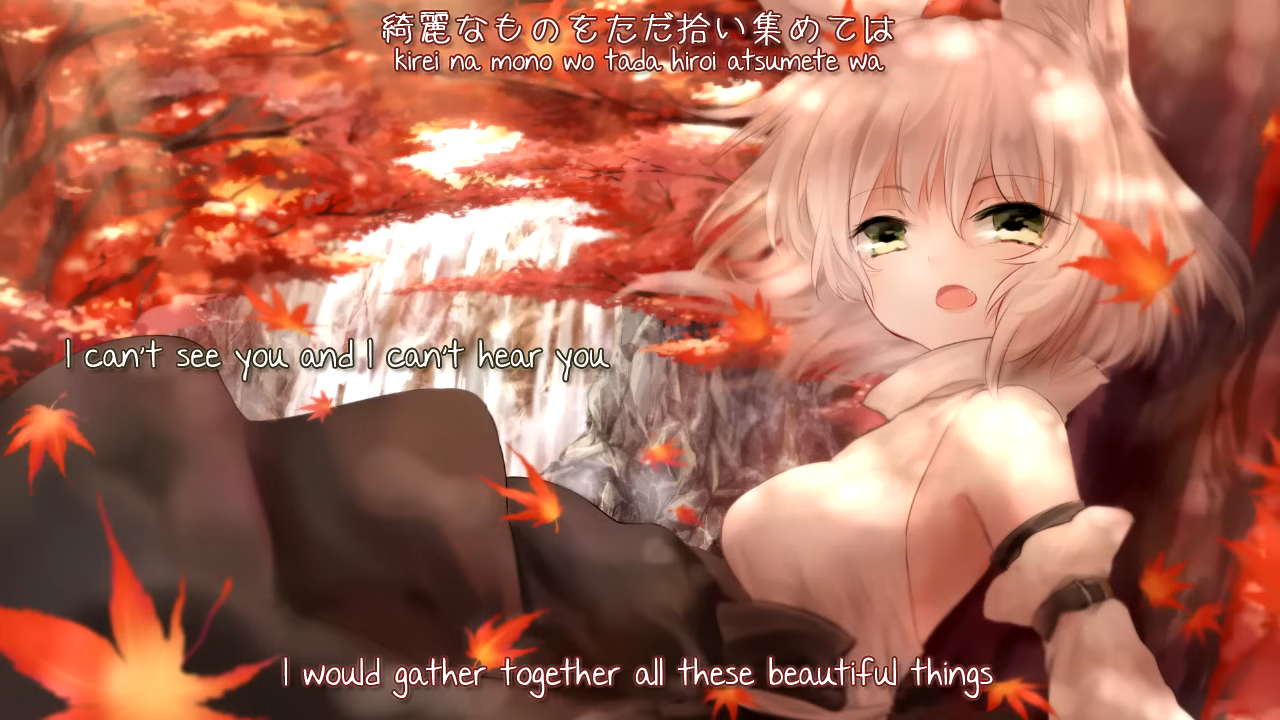 綺麗なものをただ拾い集めては
kirei na mono wo tada hiroi atsumete wa
I can't see you and I can't hear you
I would gather together all these beautiful things